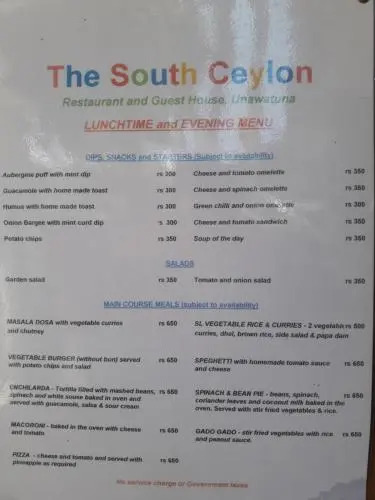 The South Ceylon
Restaurant and Guest House, Unawatuna
LUNCHTIME and EVENING MENU
DIPS, SNACKS and STARTERS (Subject to availability)
Aubergene puff with mint dip rs 300 Cheese and tomato omelette rs 350
Guacamole with home made toast rs 300 Cheese and spinach omelette rs 350
Humus with home made toast rs 300 Green chilli and onion omelette rs 350
Onion Bargee with mint curd dip rs 300 Cheese and tomato sandwich rs 350
Potato chips rs 350 Soup of the day rs 350
SALADS
Garden salad rs 350 Tomato and onion salad rs 350
MAIN COURSE MEALS (subject to availability)
MASALA DOSA with vegetable curries rs 650
and chutney
SL VEGETABLE RICE & CURRIES - 2 vegetable rs 600
curries, dhal, brown rice, side salad & papa dam
VEGETABLE BURGER (without bun) served rs 650
with potato chips and salad
SPEGHETTI with homemade tomato sauce rs 650
and cheese
ENCHILARDA - Tortilla filled with mashed beans, rs 650
spinach and white souse baked in oven and
served with guacamole, salsa & sour cream
SPINACH & BEAR PIE - beans, spinach, rs 650
coriander leaves and coconut milk baked in the
oven. Served with stir fried vegetables & rice.
MACORONI - baked in the oven with cheese rs 650
and tomato
GADO GADO - stir fried vegetables with rice rs 650
and peanut sauce.
PIZZA - cheese and tomato and served with rs 650
pineapple as required
No service charge or Government taxes